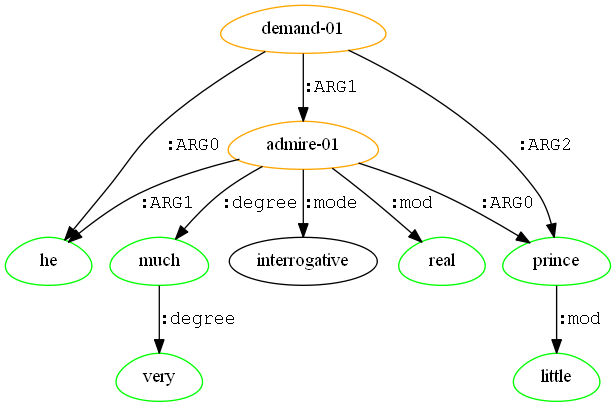 demand-01
:ARG1
admire-01
:ARG0
:ARG2
:ARG1
:degree
:mode
:mod
:ARG0
he
much
interrogative
real
prince
:degree
:mod
very
little